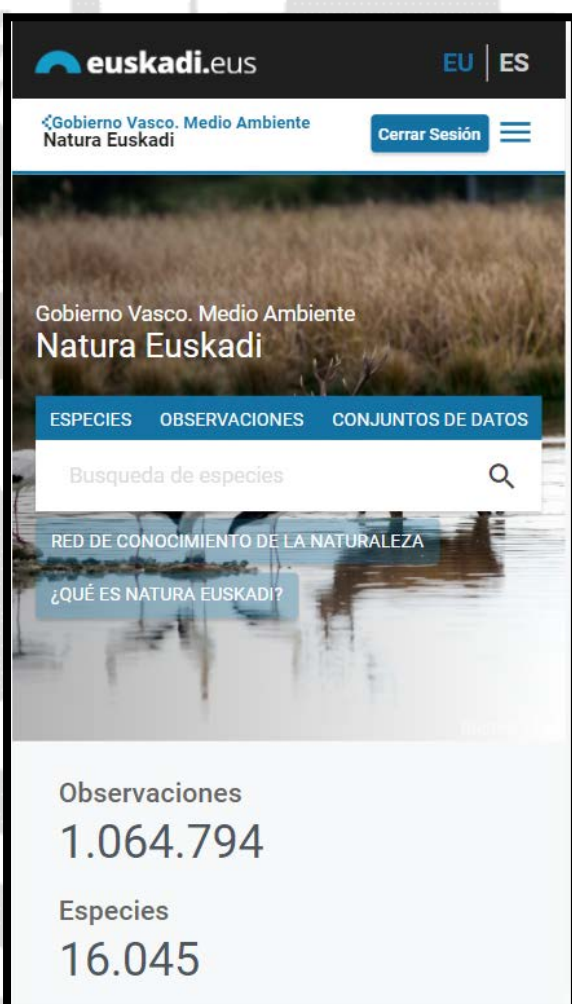 euskadi.eus
EU | ES
Gobierno Vasco. Medio Ambiente
Natura Euskadi
Cerrar Sesión
Gobierno Vasco. Medio Ambiente
Natura Euskadi
ESPECIES OBSERVACIONES CONJUNTOS DE DATOS
Busqueda de especies
RED DE CONOCIMIENTO DE LA NATURALEZA
¿QUÉ ES NATURA EUSKADI?
Observaciones
1.064.794
Especies
16.045